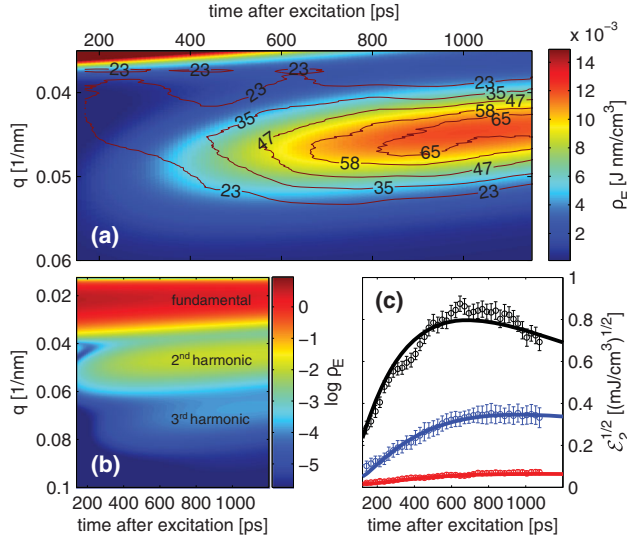 time after excitation [ps]
200 400 600 800 1000
× 10⁻³
14
12
10
8
6
4
2
ρ_E [J nm/cm³]
q [1/nm]
0.04
0.05
0.06
23 23 23 23 23
35 35
47 47
58 58
65 65
47
35
23
23
(a)
q [1/nm]
0.02
0.04
0.06
0.08
0.1
fundamental
2nd harmonic
3rd harmonic
(b)
0
−1
−2
−3
−4
−5
log ρ_E
200 400 600 800 1000
time after excitation [ps]
(c)
1
0.8
0.6
0.4
0.2
0
ℰ₂^{1/2} [(mJ/cm³)^{1/2}]
200 400 600 800 1000
time after excitation [ps]